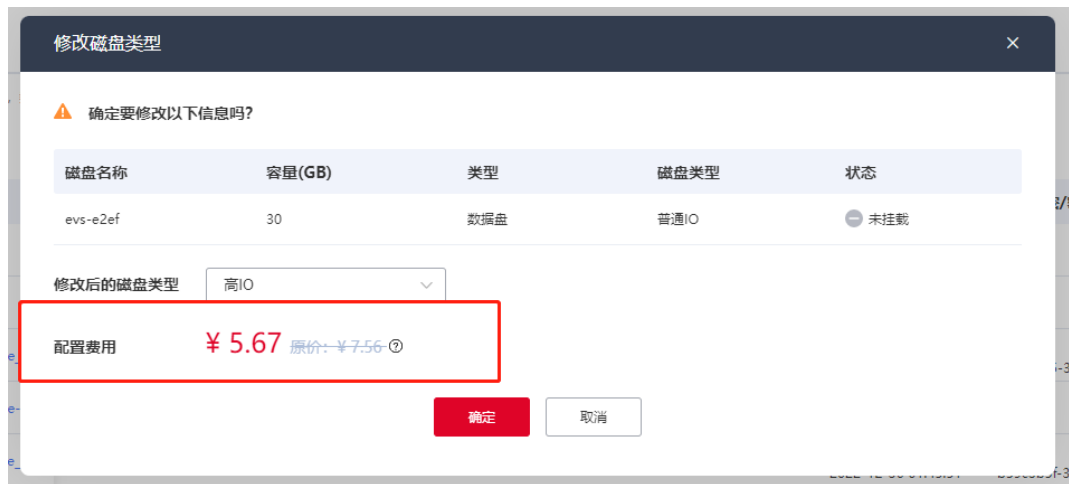 修改磁盘类型
确定要修改以下信息吗?
磁盘名称 容量(GB) 类型 磁盘类型 状态
evs-e2ef 30 数据盘 普通IO 未挂载
修改后的磁盘类型 高IO
配置费用 ¥ 5.67 原价: ¥ 7.56
确定 取消